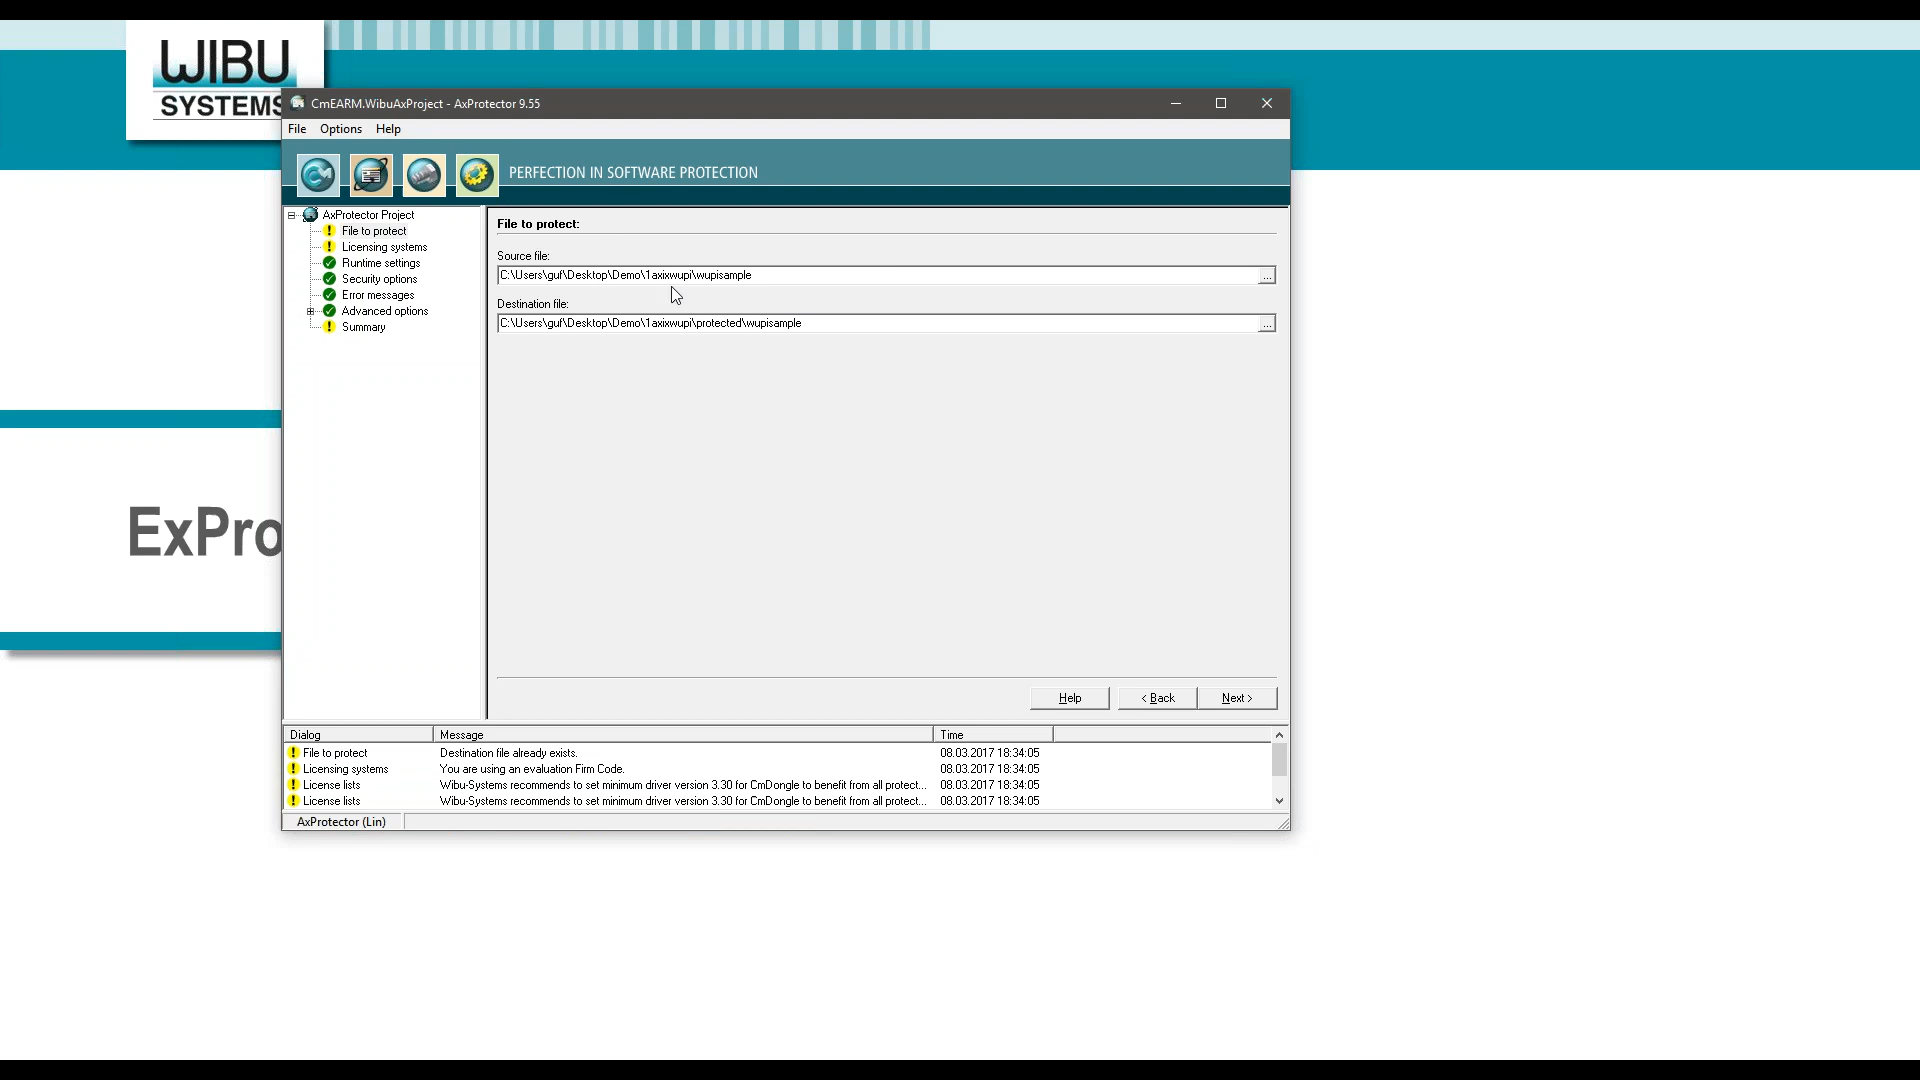 WIBU
SYSTEMS
CmEARM.WibuAxProject - AxProtector 9.55
File Options Help
PERFECTION IN SOFTWARE PROTECTION
AxProtector Project
File to protect
Licensing systems
Runtime settings
Security options
Error messages
Advanced options
Summary
File to protect:
Source file:
C:\Users\guf\Desktop\Demo\1axixwupi\wupisample
...
Destination file:
C:\Users\guf\Desktop\Demo\1axixwupi\protected\wupisample
...
ExPro
Help < Back Next >
Dialog Message Time
File to protect Destination file already exists. 08.03.2017 18:34:05
Licensing systems You are using an evaluation Firm Code. 08.03.2017 18:34:05
License lists Wibu-Systems recommends to set minimum driver version 3.30 for CmDongle to benefit from all protect... 08.03.2017 18:34:05
License lists Wibu-Systems recommends to set minimum driver version 3.30 for CmDongle to benefit from all protect... 08.03.2017 18:34:05
AxProtector (Lin)